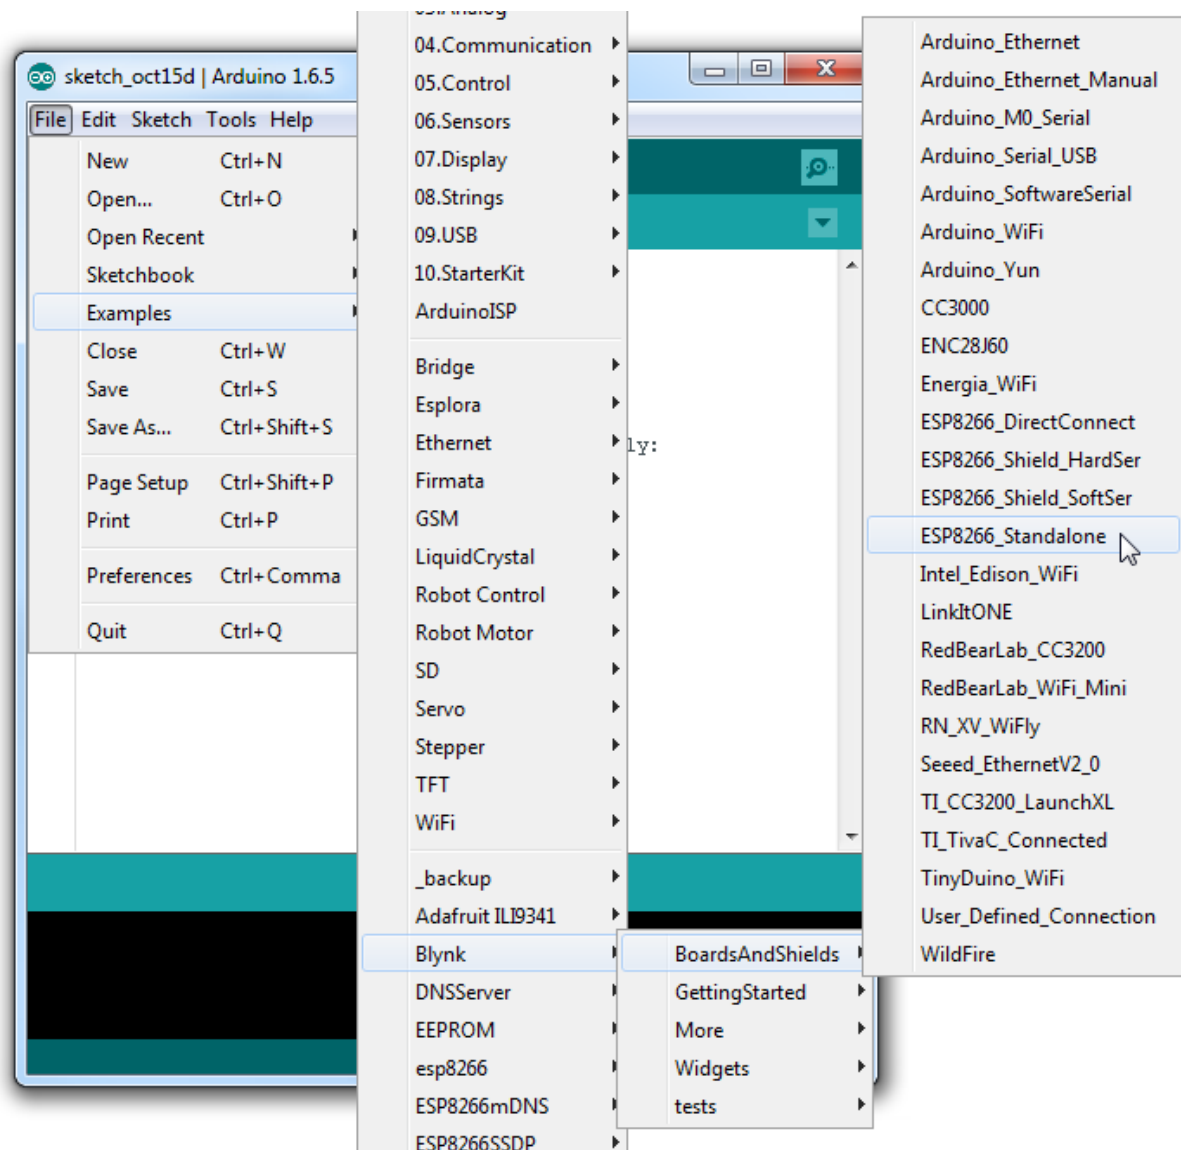 sketch_oct15d | Arduino 1.6.5
File Edit Sketch Tools Help
New Ctrl+N
Open... Ctrl+O
Open Recent
Sketchbook
Examples
Close Ctrl+W
Save Ctrl+S
Save As... Ctrl+Shift+S
Page Setup Ctrl+Shift+P
Print Ctrl+P
Preferences Ctrl+Comma
Quit Ctrl+Q
04.Communication
05.Control
06.Sensors
07.Display
08.Strings
09.USB
10.StarterKit
ArduinoISP
Bridge
Esplora
Ethernet
Firmata
GSM
LiquidCrystal
Robot Control
Robot Motor
SD
Servo
Stepper
TFT
WiFi
_backup
Adafruit ILI9341
Blynk
DNSServer
EEPROM
esp8266
ESP8266mDNS
ESP8266SSDP
ly:
BoardsAndShields
GettingStarted
More
Widgets
tests
Arduino_Ethernet
Arduino_Ethernet_Manual
Arduino_M0_Serial
Arduino_Serial_USB
Arduino_SoftwareSerial
Arduino_WiFi
Arduino_Yun
CC3000
ENC28J60
Energia_WiFi
ESP8266_DirectConnect
ESP8266_Shield_HardSer
ESP8266_Shield_SoftSer
ESP8266_Standalone
Intel_Edison_WiFi
LinkItONE
RedBearLab_CC3200
RedBearLab_WiFi_Mini
RN_XV_WiFly
Seeed_EthernetV2_0
TI_CC3200_LaunchXL
TI_TivaC_Connected
TinyDuino_WiFi
User_Defined_Connection
WildFire